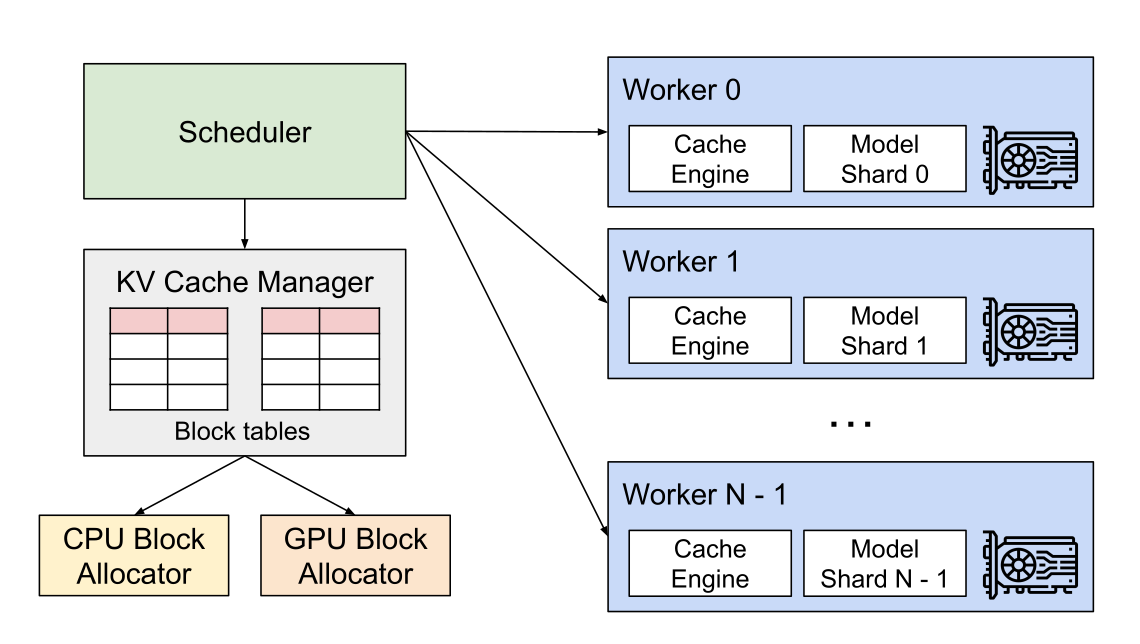 Scheduler
KV Cache Manager
Block tables
CPU Block
Allocator
GPU Block
Allocator
Worker 0
Cache
Engine
Model
Shard 0
Worker 1
Cache
Engine
Model
Shard 1
...
Worker N - 1
Cache
Engine
Model
Shard N - 1